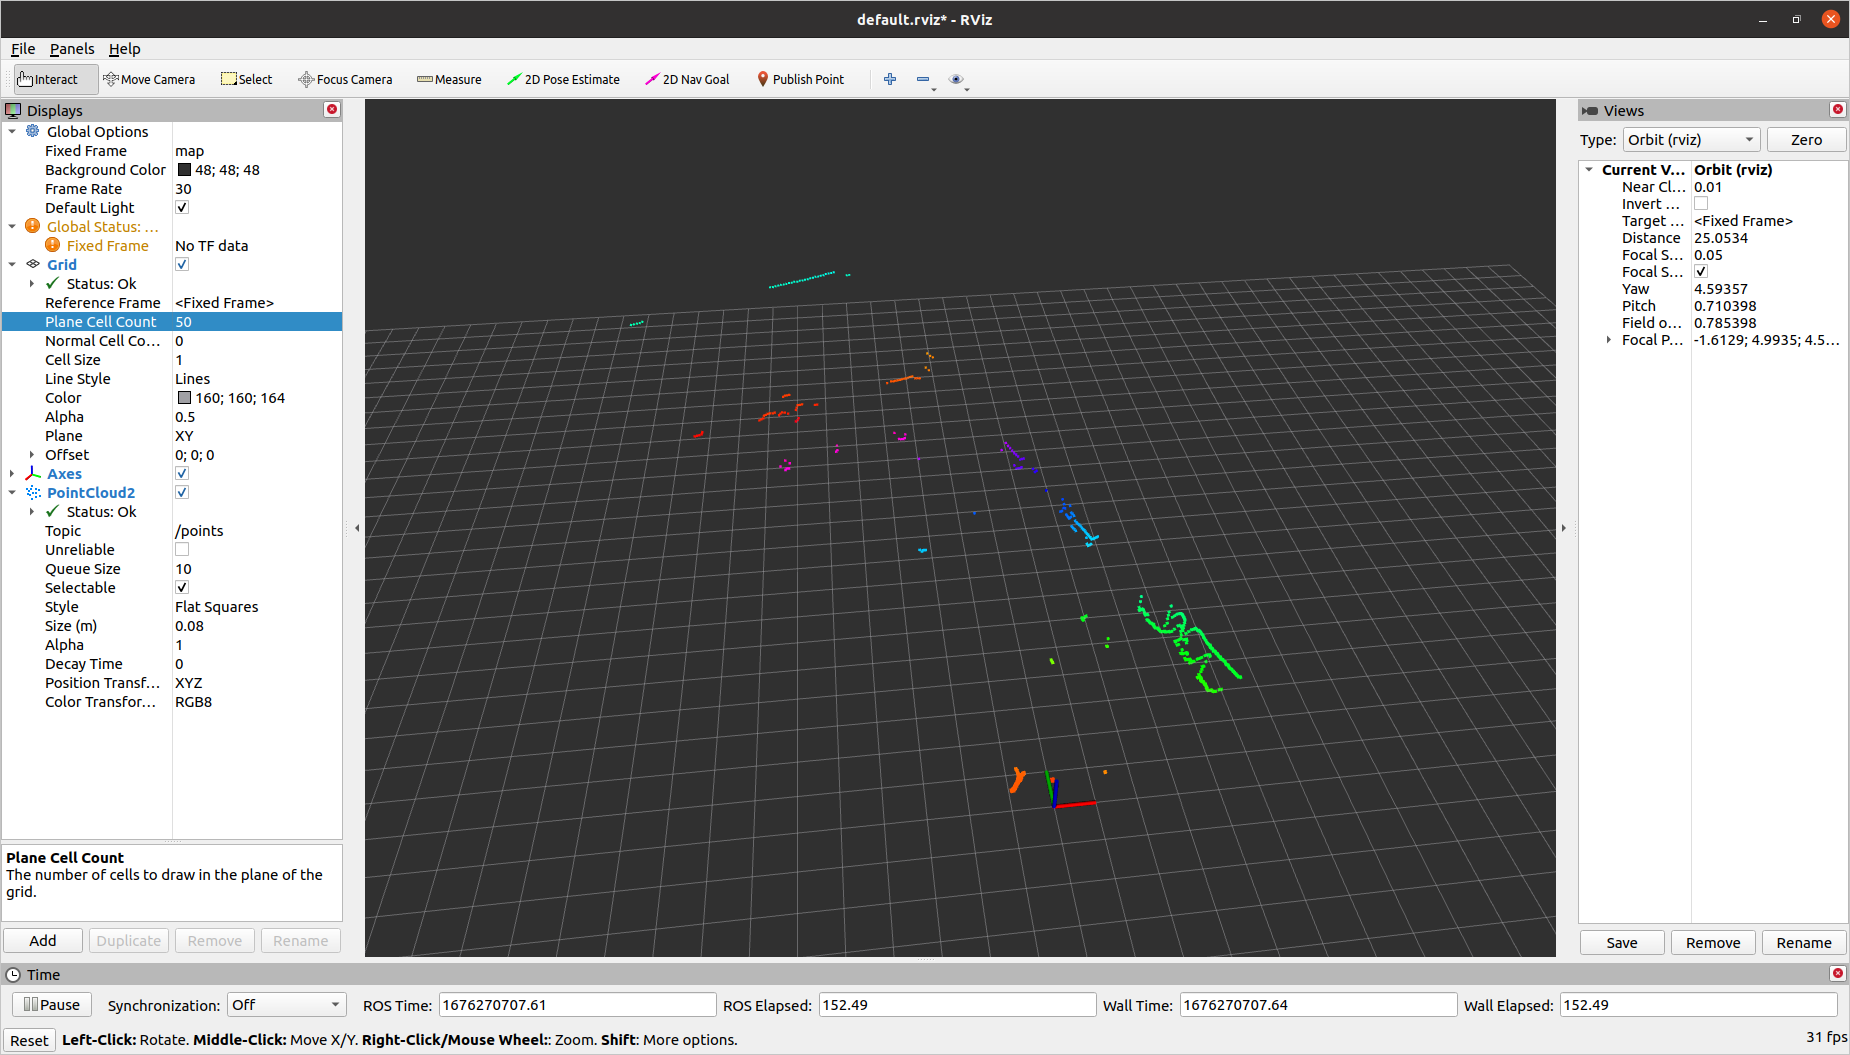 default.rviz* - RViz
File Panels Help
Interact Move Camera Select Focus Camera Measure 2D Pose Estimate 2D Nav Goal Publish Point
Displays
Global Options
Fixed Frame map
Background Color 48; 48; 48
Frame Rate 30
Default Light
Global Status: ...
Fixed Frame No TF data
Grid
Status: Ok
Reference Frame <Fixed Frame>
Plane Cell Count 50
Normal Cell Co... 0
Cell Size 1
Line Style Lines
Color 160; 160; 164
Alpha 0.5
Plane XY
Offset 0; 0; 0
Axes
PointCloud2
Status: Ok
Topic /points
Unreliable
Queue Size 10
Selectable
Style Flat Squares
Size (m) 0.08
Alpha 1
Decay Time 0
Position Transf... XYZ
Color Transfor... RGB8
Plane Cell Count
The number of cells to draw in the plane of the
grid.
Add Duplicate Remove Rename
Views
Type: Orbit (rviz) Zero
Current V... Orbit (rviz)
Near Cl... 0.01
Invert ...
Target ... <Fixed Frame>
Distance 25.0534
Focal S... 0.05
Focal S...
Yaw 4.59357
Pitch 0.710398
Field o... 0.785398
Focal P... -1.6129; 4.9935; 4.5...
Save Remove Rename
Time
Pause Synchronization: Off ROS Time: 1676270707.61 ROS Elapsed: 152.49 Wall Time: 1676270707.64 Wall Elapsed: 152.49
Reset Left-Click: Rotate. Middle-Click: Move X/Y. Right-Click/Mouse Wheel:: Zoom. Shift: More options. 31 fps